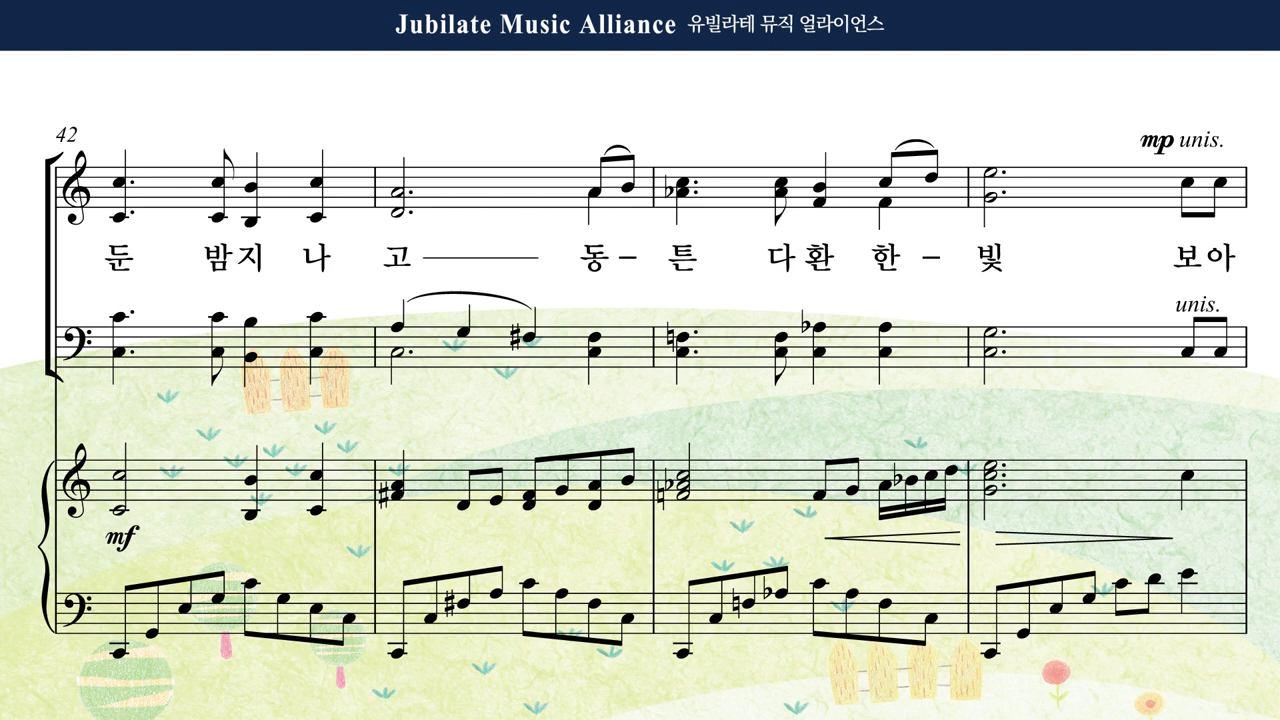 Jubilate Music Alliance 유빌라테 뮤직 얼라이언스
42
mp unis.
둔 밤지 나 고 동 - 튼 다환 한 - 빛 보아
unis.
mf